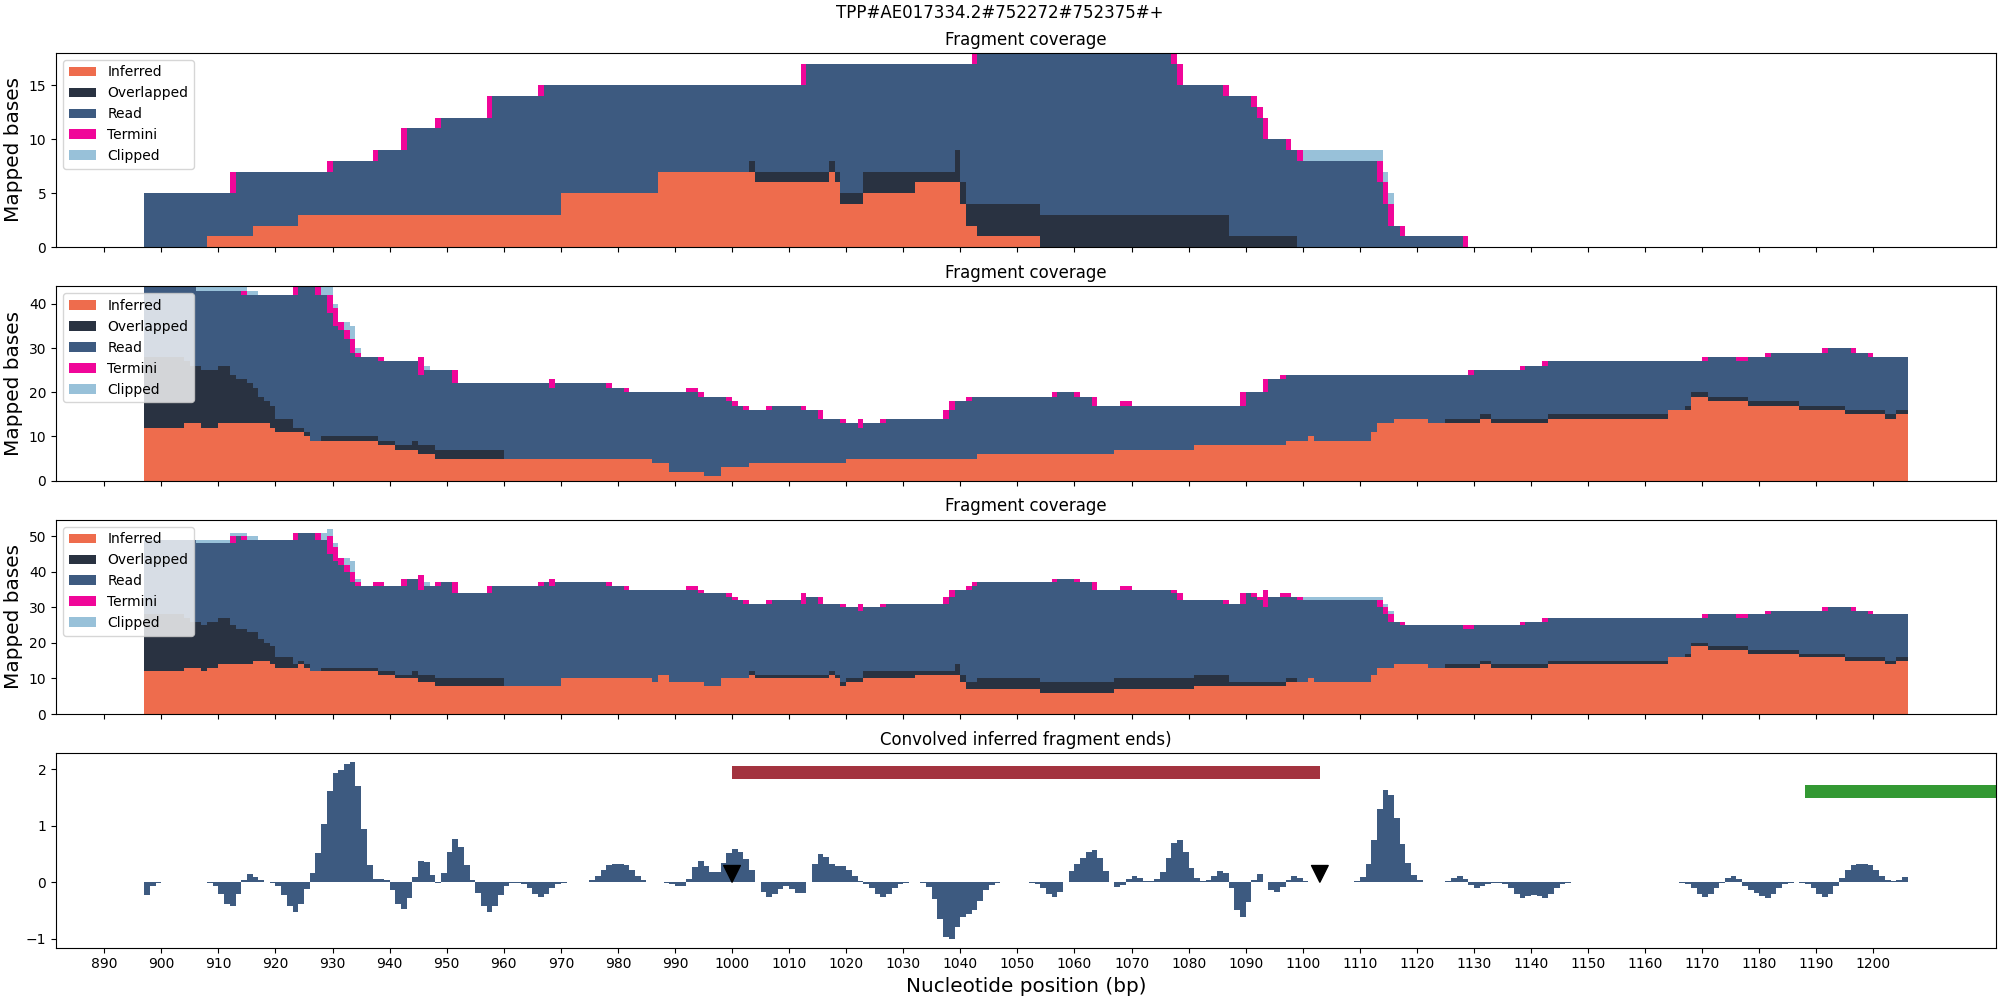 TPP#AE017334.2#752272#752375#+
Fragment coverage
Mapped bases
15
10
5
0
Inferred
Overlapped
Read
Termini
Clipped
Fragment coverage
Mapped bases
40
30
20
10
0
Inferred
Overlapped
Read
Termini
Clipped
Fragment coverage
Mapped bases
50
40
30
20
10
0
Inferred
Overlapped
Read
Termini
Clipped
Convolved inferred fragment ends)
2
1
0
−1
890 900 910 920 930 940 950 960 970 980 990 1000 1010 1020 1030 1040 1050 1060 1070 1080 1090 1100 1110 1120 1130 1140 1150 1160 1170 1180 1190 1200
Nucleotide position (bp)